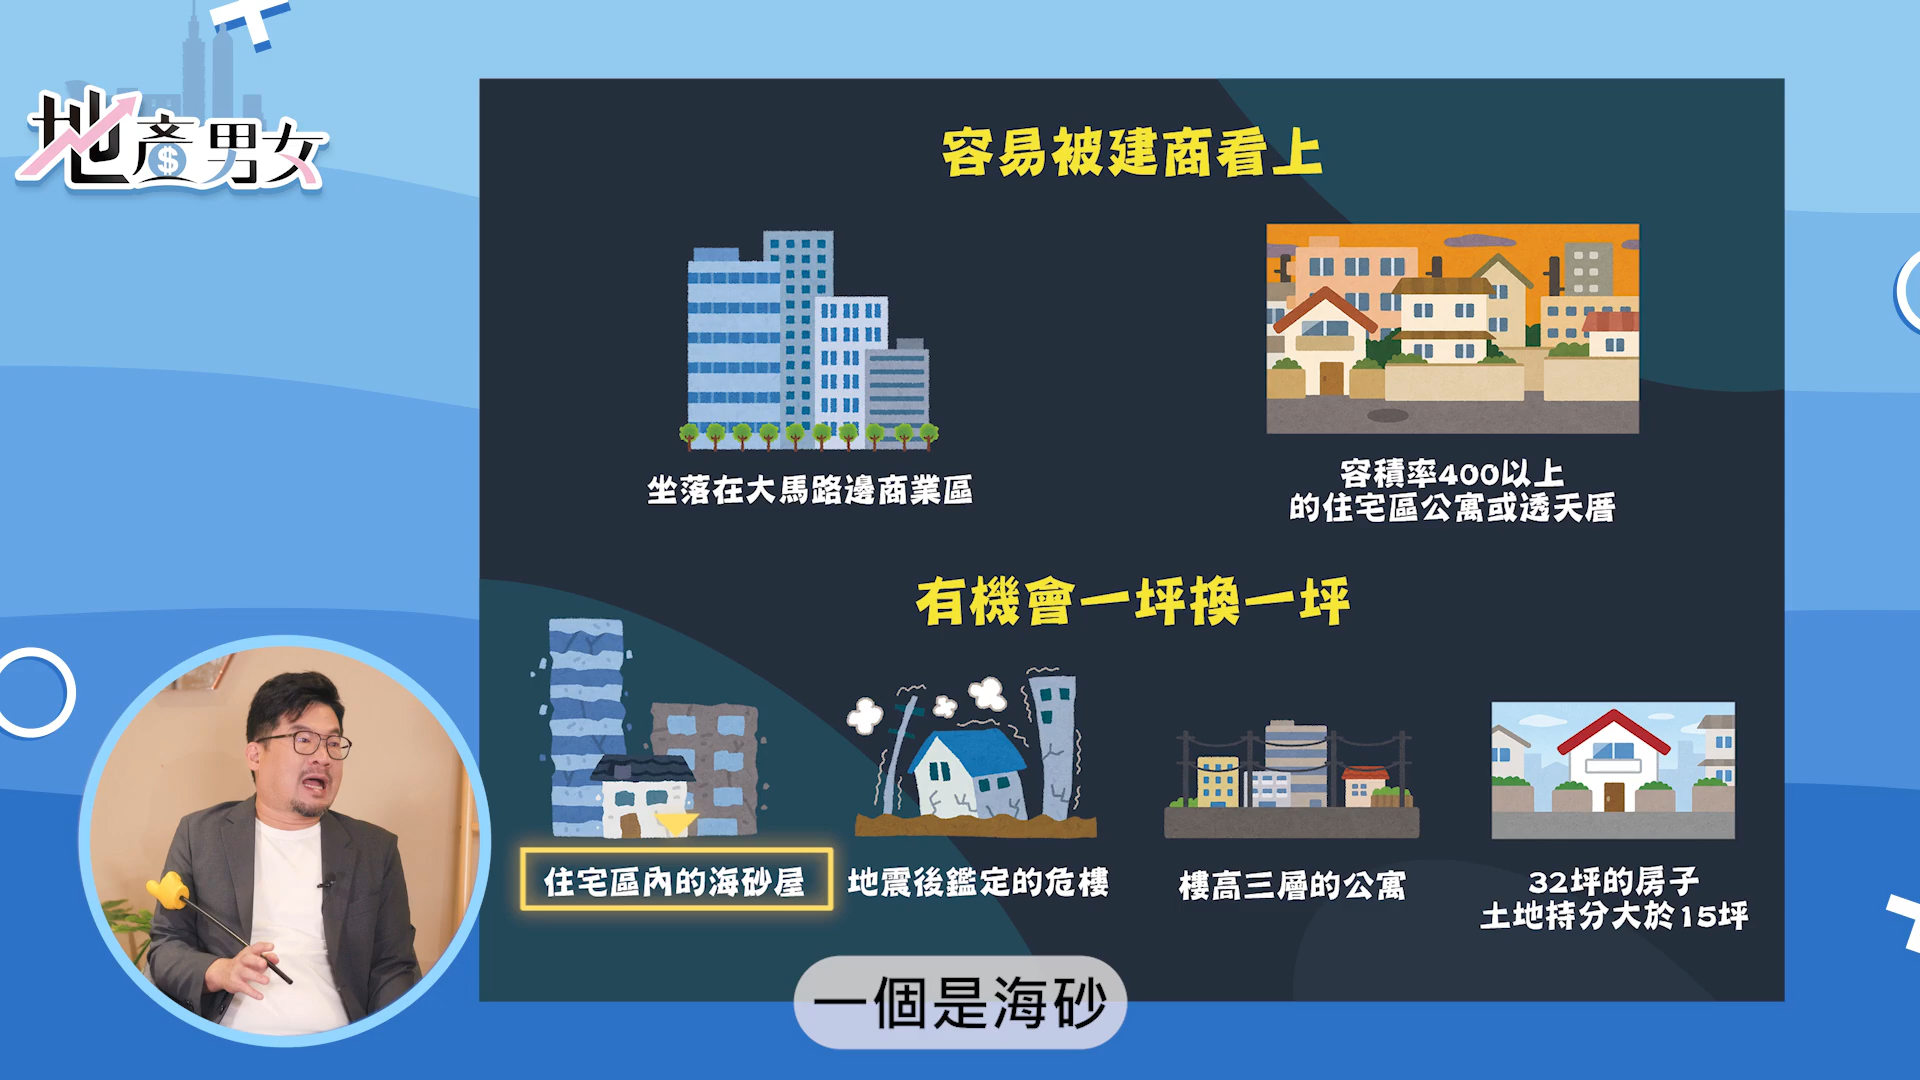 地產男女
容易被建商看上
坐落在大馬路邊商業區
容積率400以上
的住宅區公寓或透天厝
有機會一坪換一坪
住宅區內的海砂屋
地震後鑑定的危樓
樓高三層的公寓
32坪的房子
土地持分大於15坪
一個是海砂